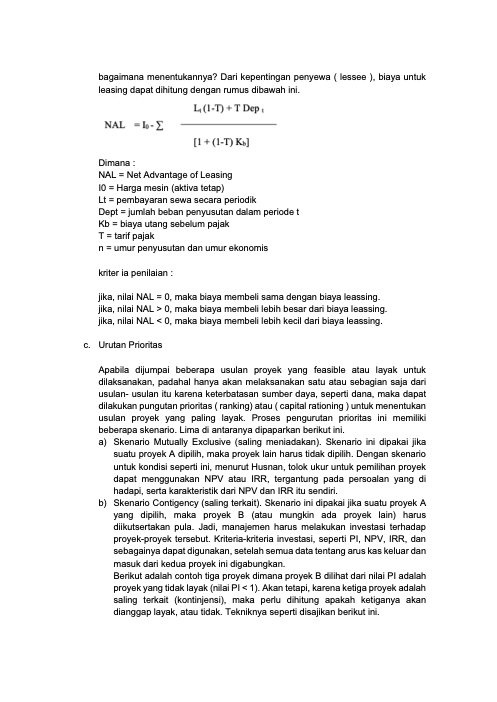 bagaimana menentukannya? Dari kepentingan penyewa ( lessee ), biaya untuk
leasing dapat dihitung dengan rumus dibawah ini.
Lt (1-T) + T Dep t
NAL = I0 - Σ
[1 + (1-T) Kb]
Dimana :
NAL = Net Advantage of Leasing
I0 = Harga mesin (aktiva tetap)
Lt = pembayaran sewa secara periodik
Dept = jumlah beban penyusutan dalam periode t
Kb = biaya utang sebelum pajak
T = tarif pajak
n = umur penyusutan dan umur ekonomis
kriter ia penilaian :
jika, nilai NAL = 0, maka biaya membeli sama dengan biaya leassing.
jika, nilai NAL > 0, maka biaya membeli lebih besar dari biaya leassing.
jika, nilai NAL < 0, maka biaya membeli lebih kecil dari biaya leassing.
c. Urutan Prioritas
Apabila dijumpai beberapa usulan proyek yang feasible atau layak untuk
dilaksanakan, padahal hanya akan melaksanakan satu atau sebagian saja dari
usulan- usulan itu karena keterbatasan sumber daya, seperti dana, maka dapat
dilakukan pungutan prioritas ( ranking) atau ( capital rationing ) untuk menentukan
usulan proyek yang paling layak. Proses pengurutan prioritas ini memiliki
beberapa skenario. Lima di antaranya dipaparkan berikut ini.
a) Skenario Mutually Exclusive (saling meniadakan). Skenario ini dipakai jika
suatu proyek A dipilih, maka proyek lain harus tidak dipilih. Dengan skenario
untuk kondisi seperti ini, menurut Husnan, tolok ukur untuk pemilihan proyek
dapat menggunakan NPV atau IRR, tergantung pada persoalan yang di
hadapi, serta karakteristik dari NPV dan IRR itu sendiri.
b) Skenario Contigency (saling terkait). Skenario ini dipakai jika suatu proyek A
yang dipilih, maka proyek B (atau mungkin ada proyek lain) harus
diikutsertakan pula. Jadi, manajemen harus melakukan investasi terhadap
proyek-proyek tersebut. Kriteria-kriteria investasi, seperti PI, NPV, IRR, dan
sebagainya dapat digunakan, setelah semua data tentang arus kas keluar dan
masuk dari kedua proyek ini digabungkan.
Berikut adalah contoh tiga proyek dimana proyek B dilihat dari nilai PI adalah
proyek yang tidak layak (nilai PI < 1). Akan tetapi, karena ketiga proyek adalah
saling terkait (kontinjensi), maka perlu dihitung apakah ketiganya akan
dianggap layak, atau tidak. Tekniknya seperti disajikan berikut ini.